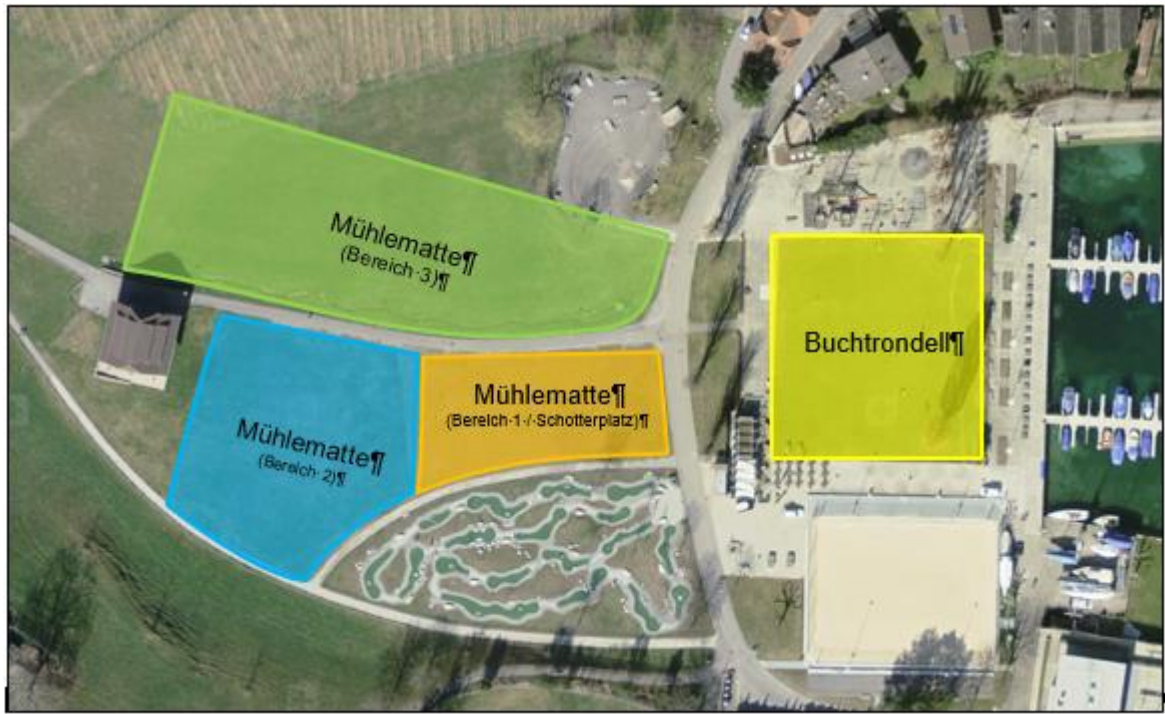 Mühlematte¶
(Bereich·3)¶
Mühlematte¶
(Bereich·2)¶
Mühlematte¶
(Bereich·1·/·Schotterplatz)¶
Buchtrondell¶